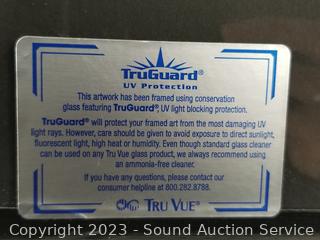 TruGuard®
UV Protection
This artwork has been framed using conservation
glass featuring TruGuard®, UV light blocking protection.
TruGuard® will protect your framed art from the most damaging UV
light rays. However, care should be given to avoid exposure to direct sunlight,
fluorescent light, high heat or humidity. Even though standard glass cleaner
can be used on any Tru Vue glass product, we always recommend using
an ammonia-free cleaner.
If you have any questions, please contact our
consumer helpline at 800.282.8788.
TRU VUE®
Copyright 2023 - Sound Auction Service